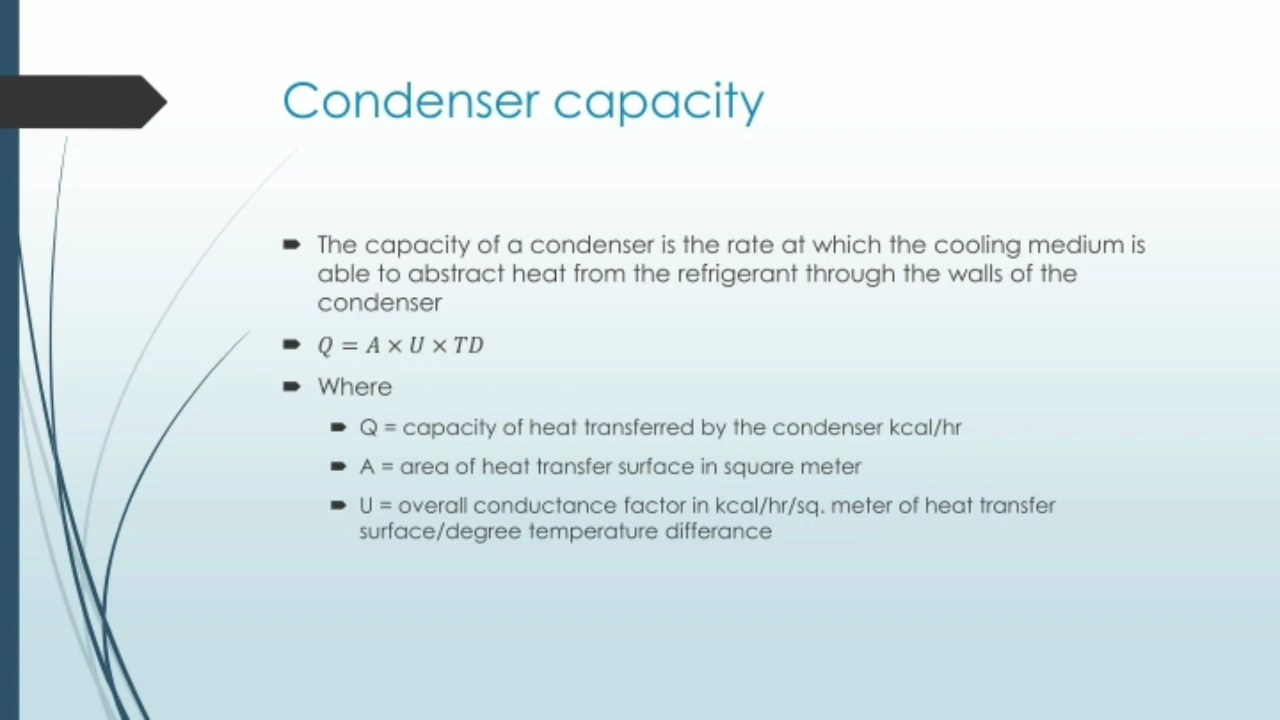 Condenser capacity
The capacity of a condenser is the rate at which the cooling medium is
able to abstract heat from the refrigerant through the walls of the
condenser
Q = A × U × TD
Where
Q = capacity of heat transferred by the condenser kcal/hr
A = area of heat transfer surface in square meter
U = overall conductance factor in kcal/hr/sq. meter of heat transfer
surface/degree temperature differance